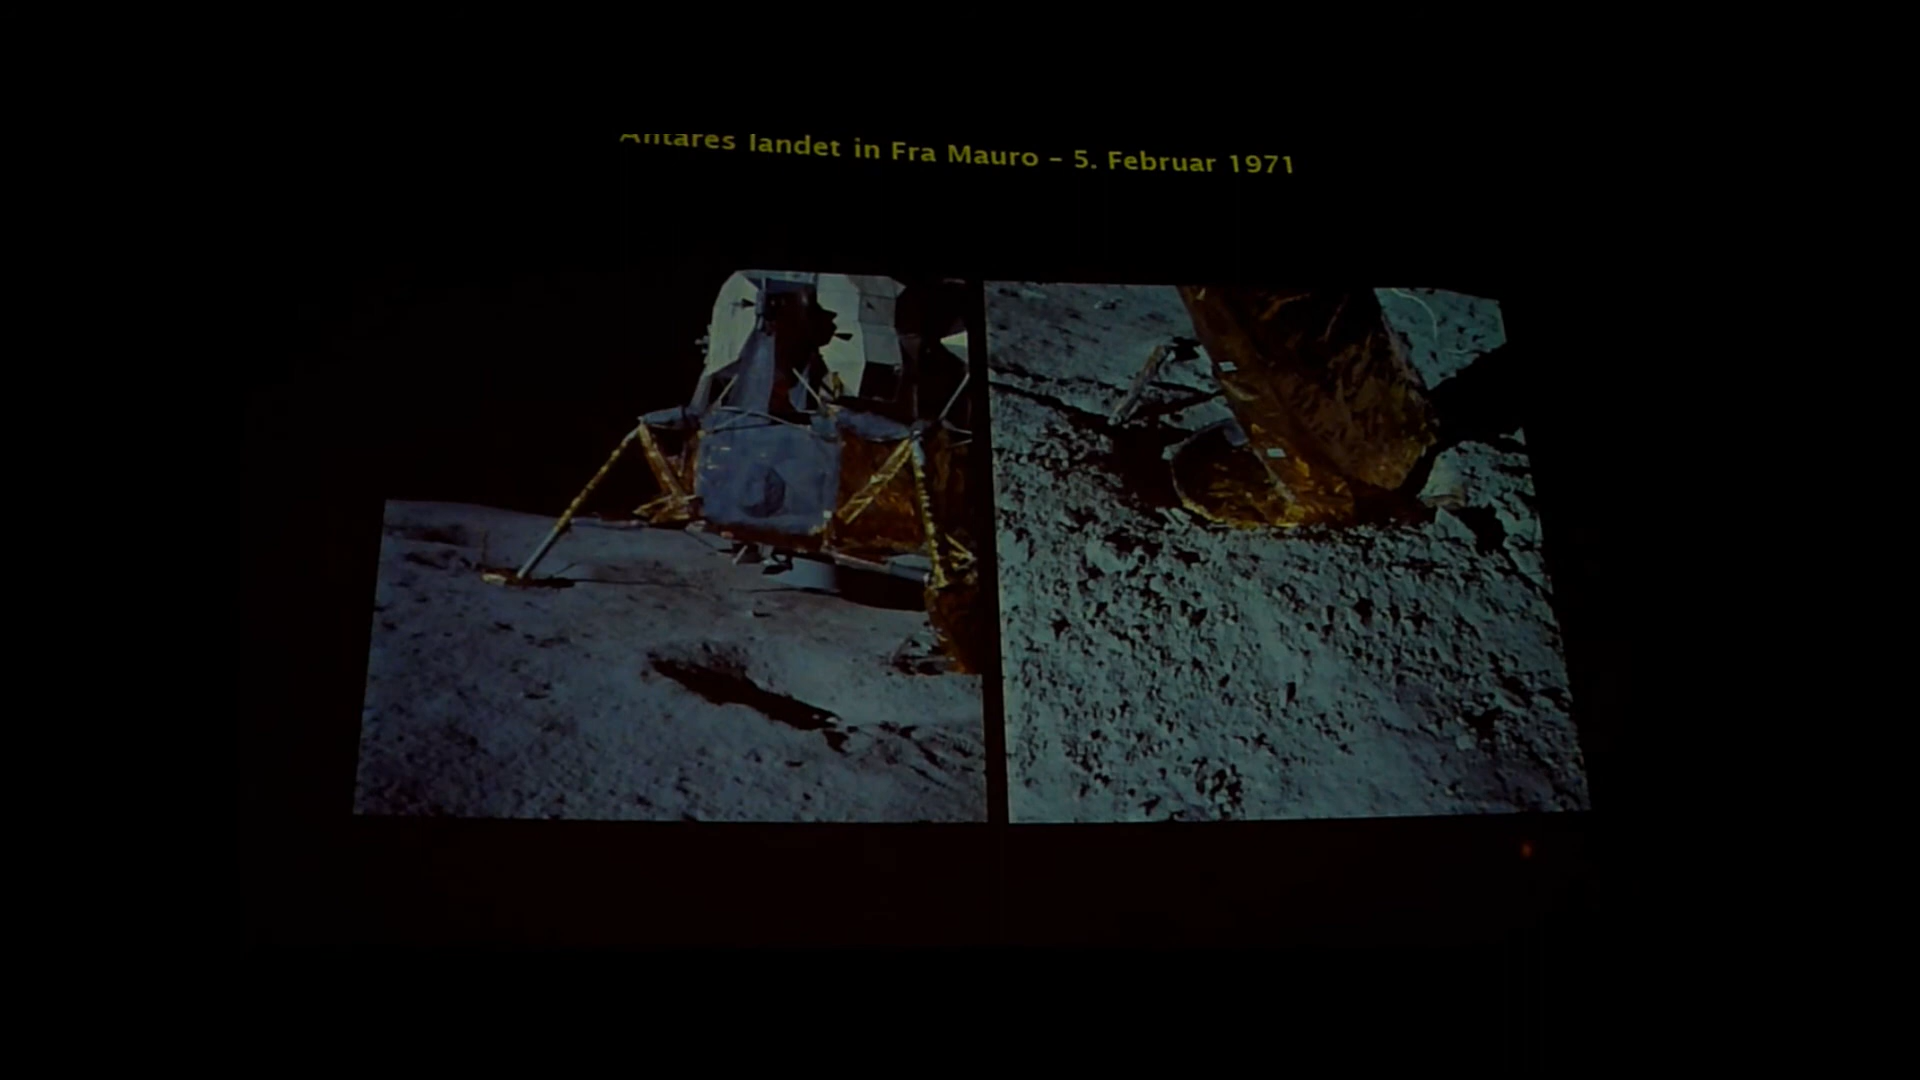 Antares landet in Fra Mauro – 5. Februar 1971